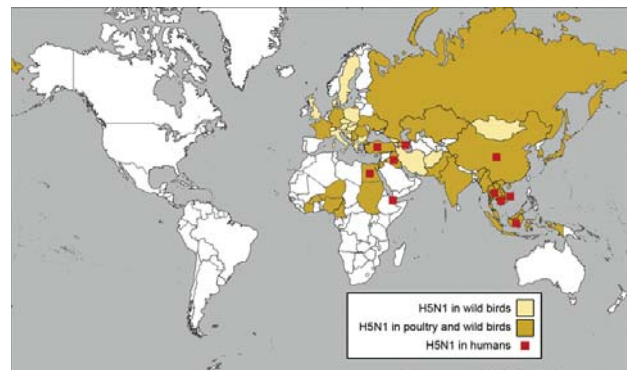 H5N1 in wild birds
H5N1 in poultry and wild birds
H5N1 in humans